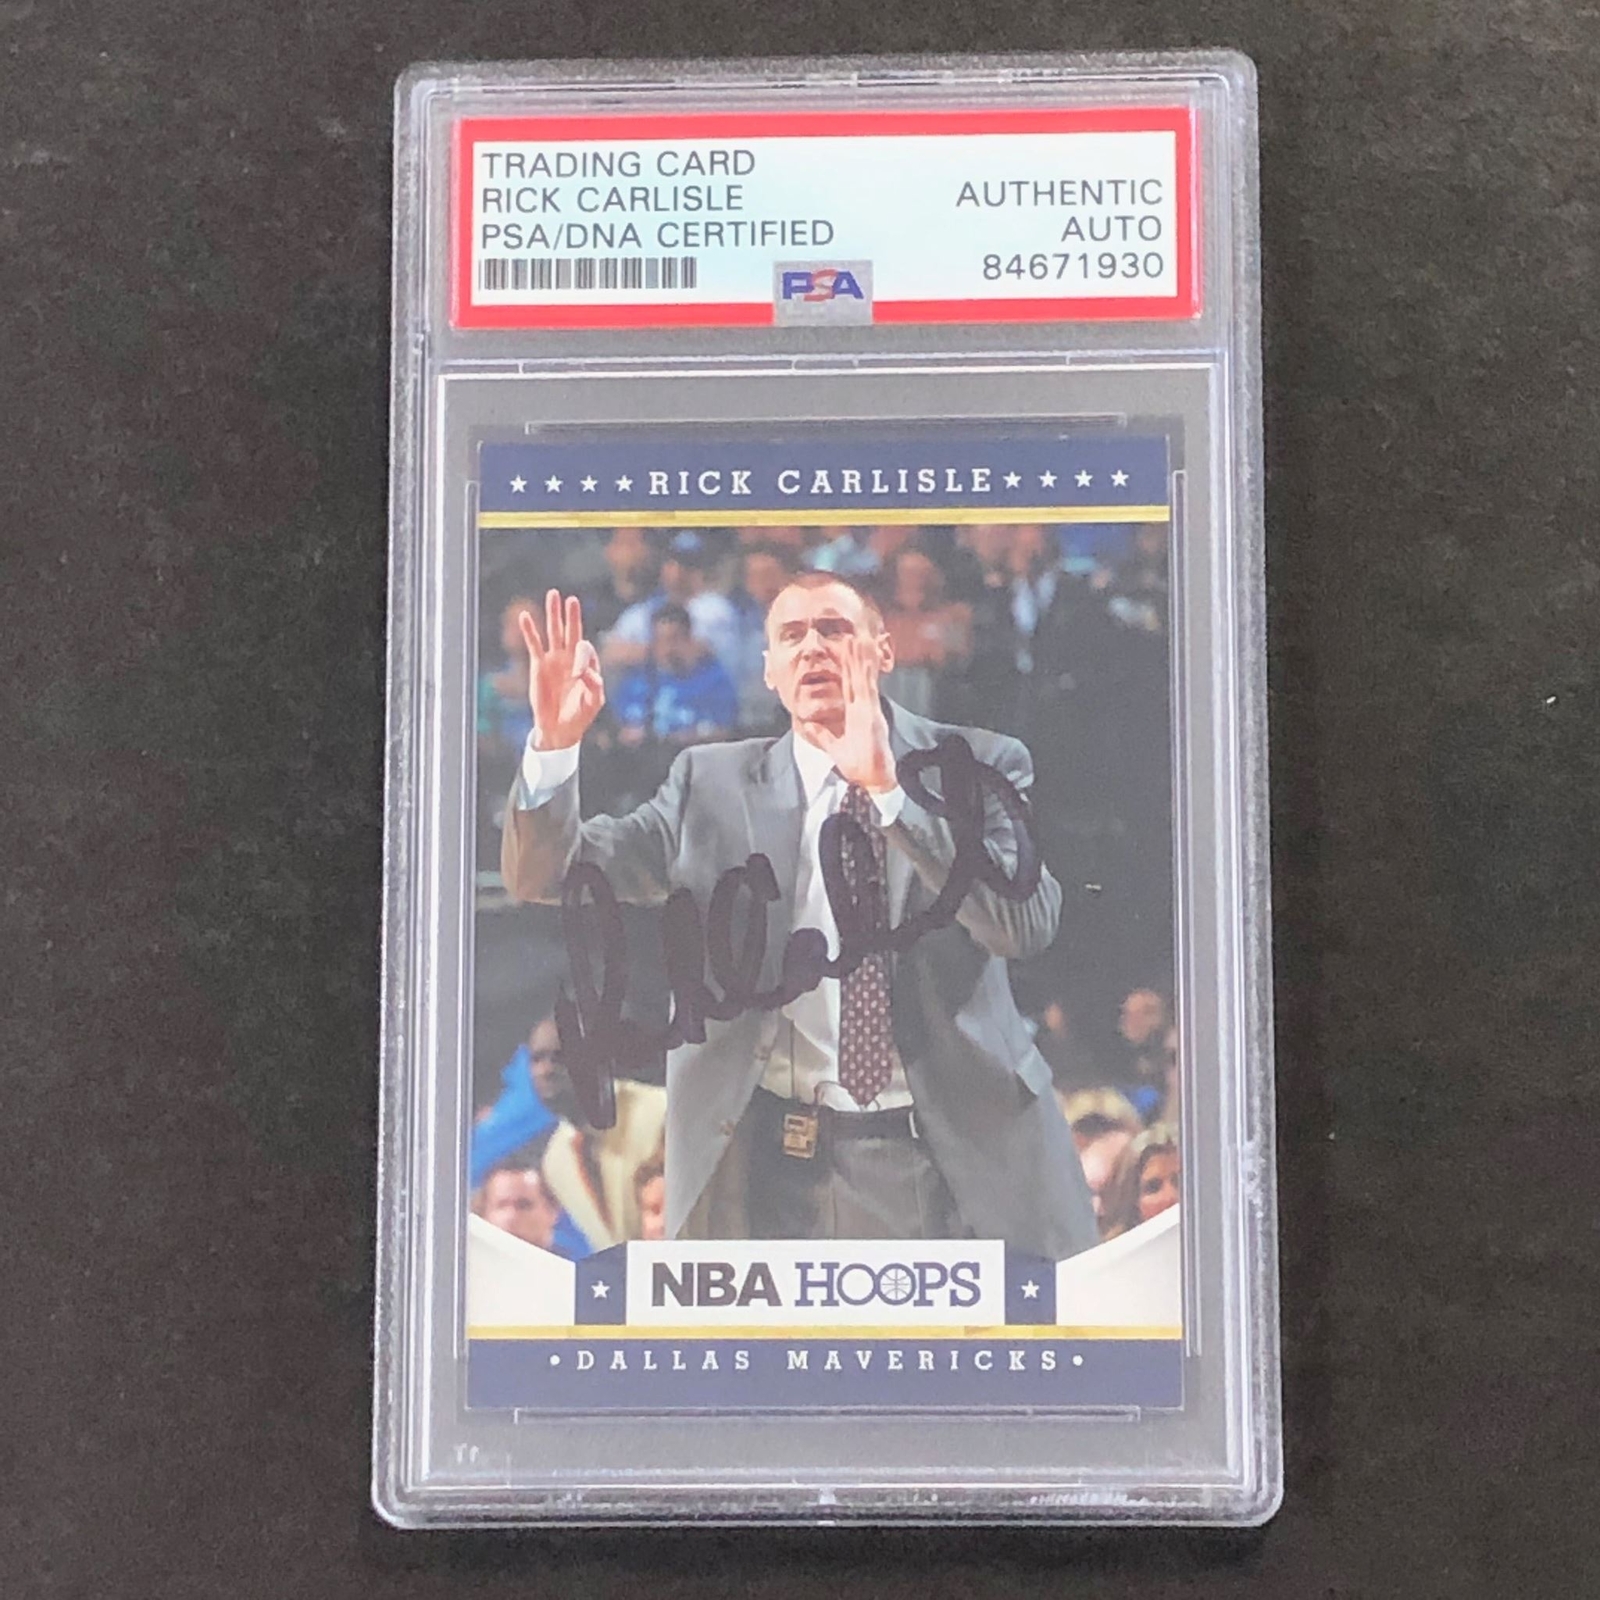 TRADING CARD
RICK CARLISLE
PSA/DNA CERTIFIED
AUTHENTIC
AUTO
84671930
PSA
★ ★ ★ ★ RICK CARLISLE ★ ★ ★ ★
NBA HOOPS
• DALLAS MAVERICKS •